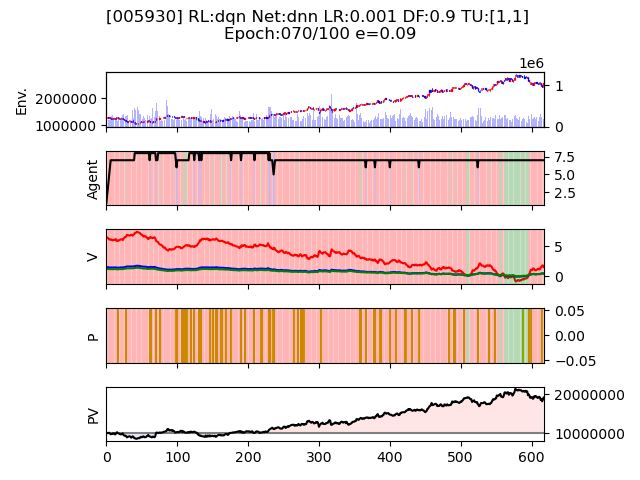 [005930] RL:dqn Net:dnn LR:0.001 DF:0.9 TU:[1,1]
Epoch:070/100 e=0.09
1e6
Env.
2000000
1000000
1
0
Agent
7.5
5.0
2.5
V
5
0
P
0.05
0.00
−0.05
PV
20000000
10000000
0 100 200 300 400 500 600